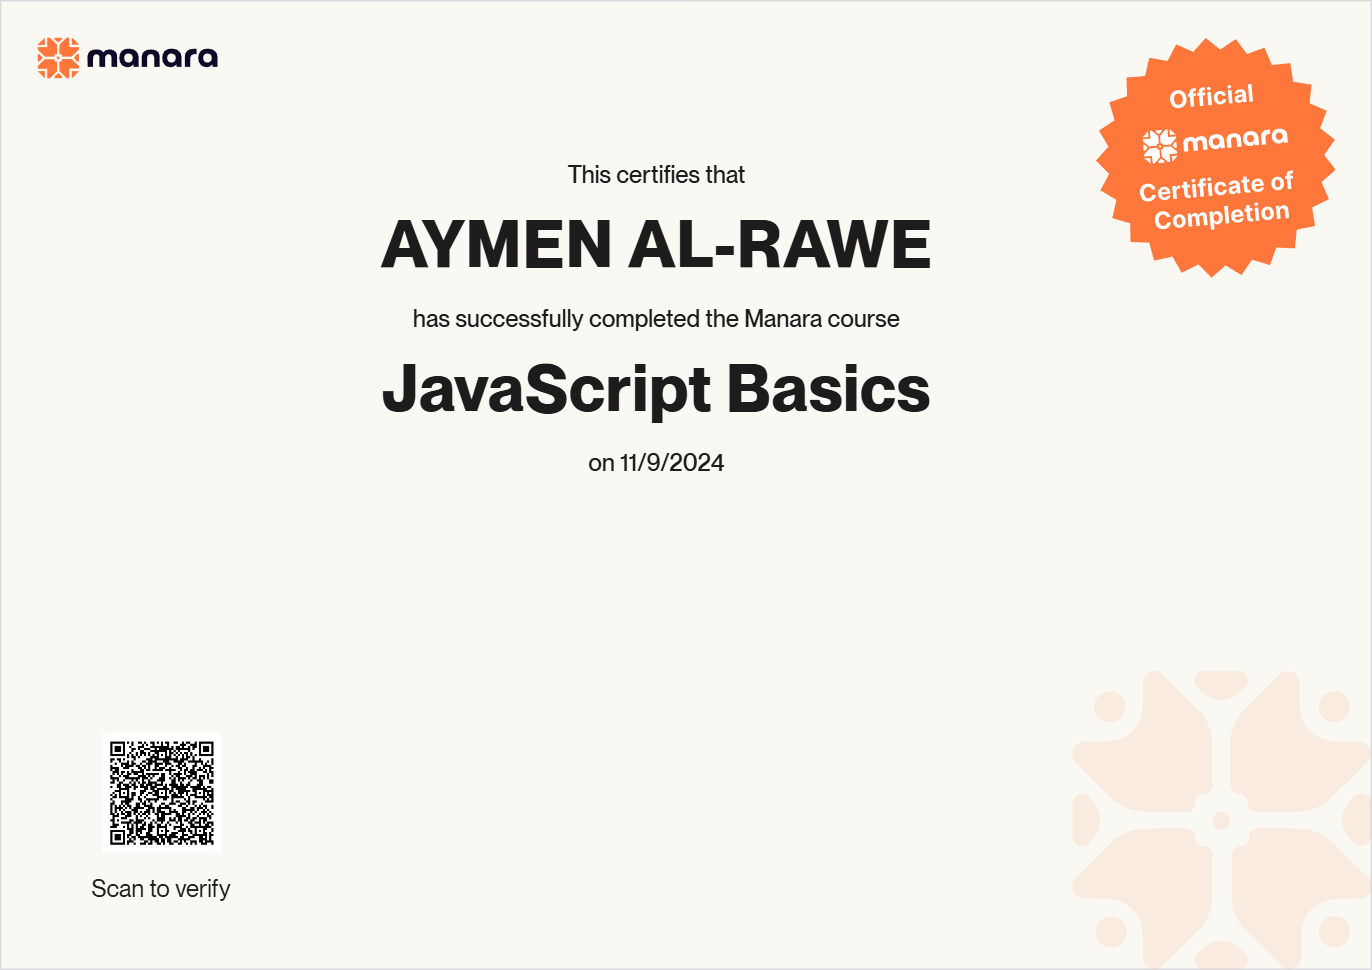 manara
Official
manara
Certificate of
Completion
This certifies that
AYMEN AL-RAWE
has successfully completed the Manara course
JavaScript Basics
on 11/9/2024
Scan to verify